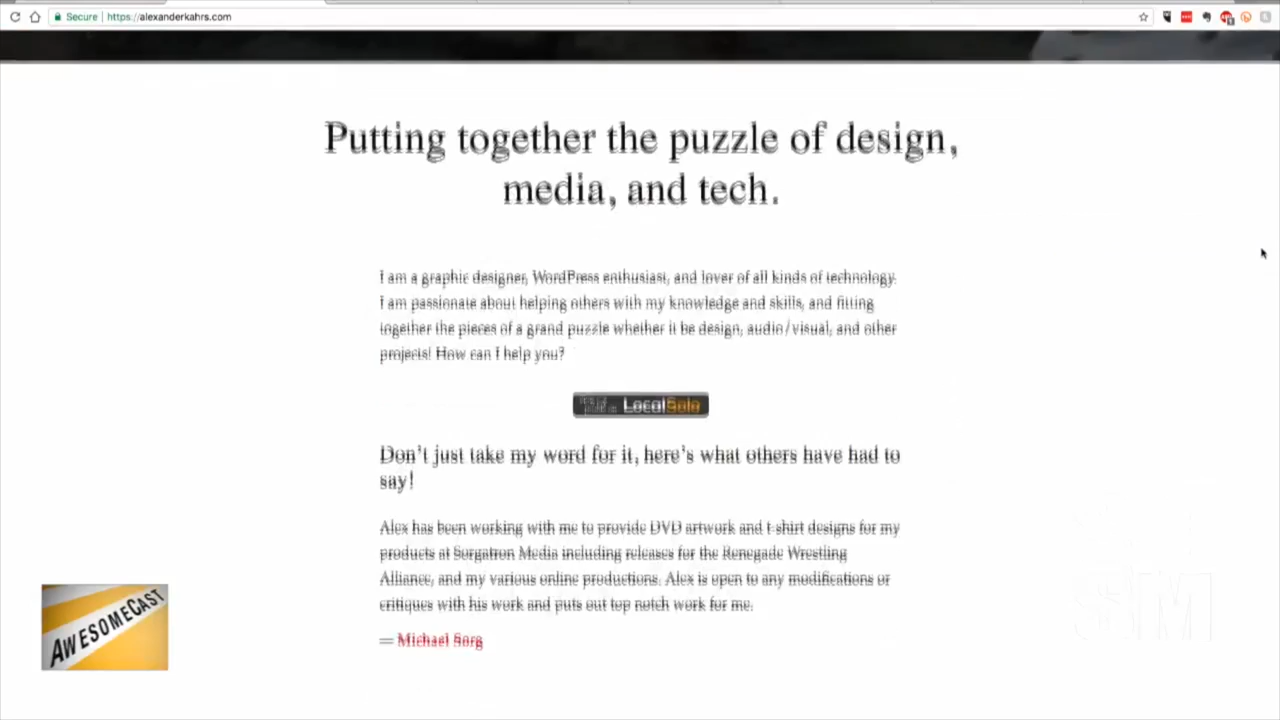 Secure | https://alexanderkahrs.com
Putting together the puzzle of design,
media, and tech.
I am a graphic designer, WordPress enthusiast, and lover of all kinds of technology.
I am passionate about helping others with my knowledge and skills, and fitting
together the pieces of a grand puzzle whether it be design, audio/visual, and other
projects! How can I help you?
LocalSolo
Don't just take my word for it, here's what others have had to
say!
Alex has been working with me to provide DVD artwork and t-shirt designs for my
products at Sorgatron Media including releases for the Renegade Wrestling
Alliance, and my various online productions. Alex is open to any modifications or
critiques with his work and puts out top notch work for me.
— Michael Sorg
AWESOMECAST
SM